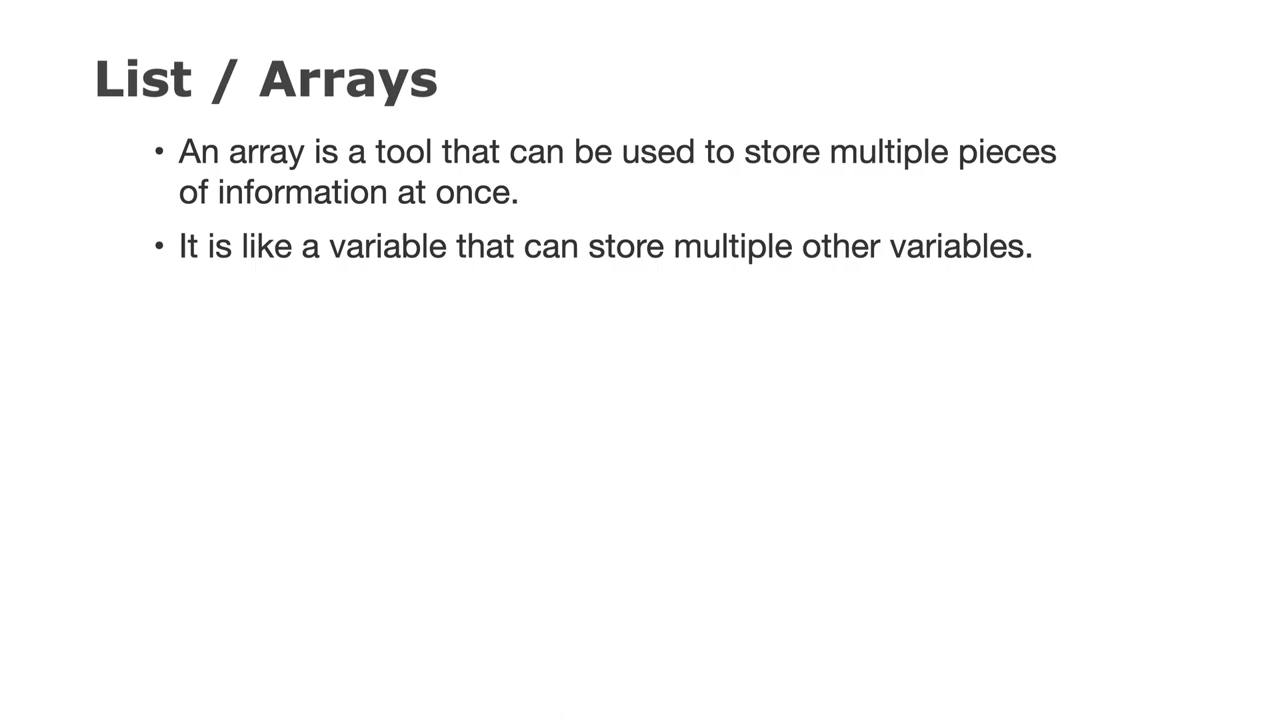 List / Arrays
• An array is a tool that can be used to store multiple pieces
of information at once.
• It is like a variable that can store multiple other variables.